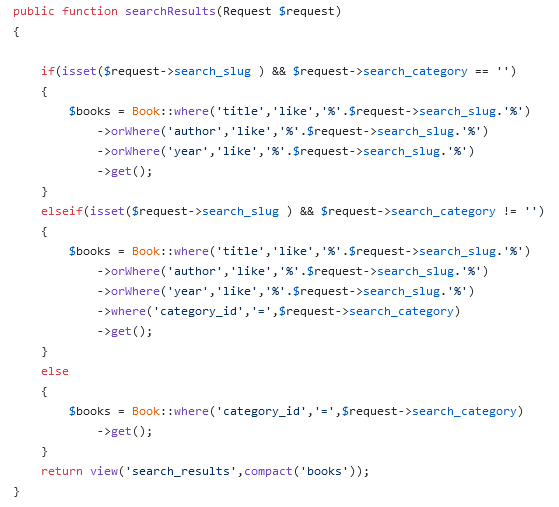 public function searchResults(Request $request)
{
if(isset($request->search_slug ) && $request->search_category == '')
{
$books = Book::where('title','like','%'.$request->search_slug.'%')
->orWhere('author','like','%'.$request->search_slug.'%')
->orWhere('year','like','%'.$request->search_slug.'%')
->get();
}
elseif(isset($request->search_slug ) && $request->search_category != '')
{
$books = Book::where('title','like','%'.$request->search_slug.'%')
->orWhere('author','like','%'.$request->search_slug.'%')
->orWhere('year','like','%'.$request->search_slug.'%')
->where('category_id','=',$request->search_category)
->get();
}
else
{
$books = Book::where('category_id','=',$request->search_category)
->get();
}
return view('search_results',compact('books'));
}